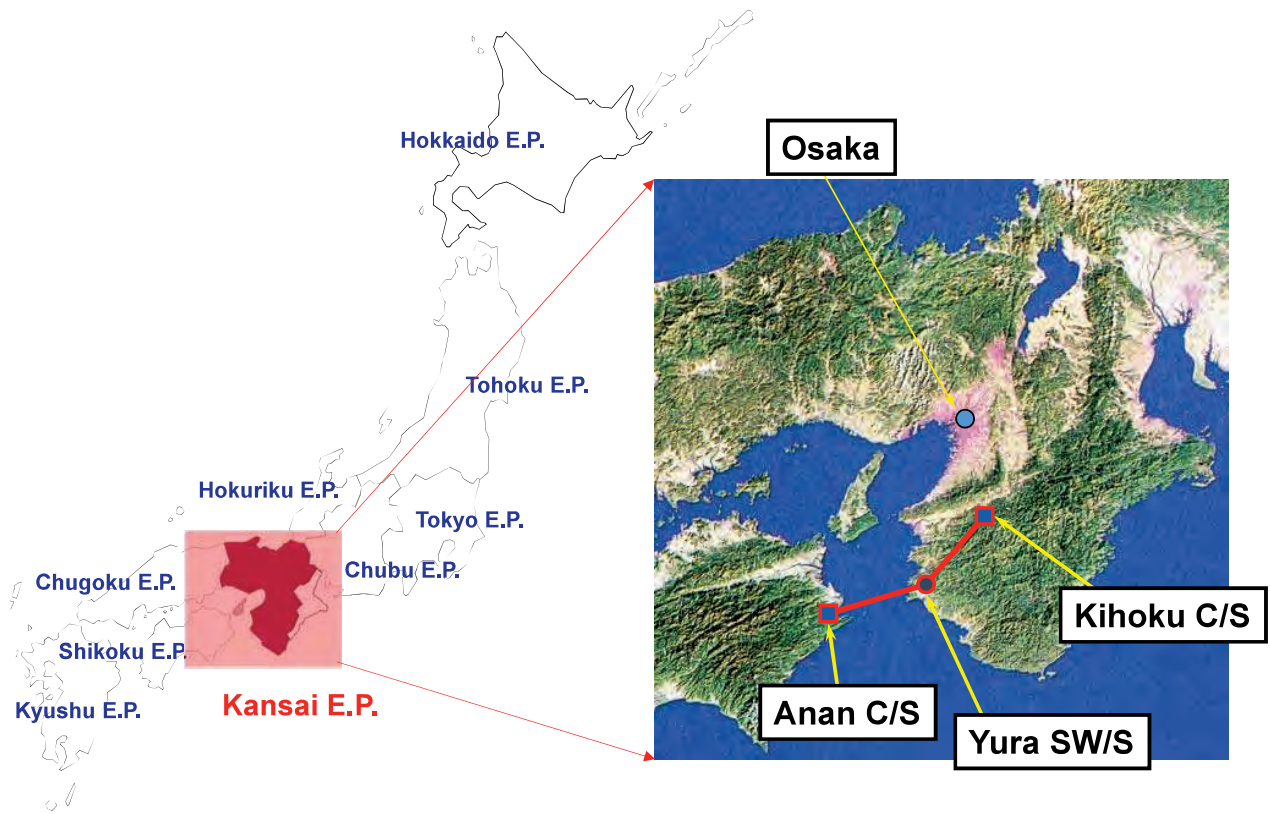 Hokkaido E.P.
Osaka
Tohoku E.P.
Hokuriku E.P.
Tokyo E.P.
Chugoku E.P.
Chubu E.P.
Kihoku C/S
Shikoku E.P.
Kyushu E.P.
Kansai E.P.
Anan C/S
Yura SW/S